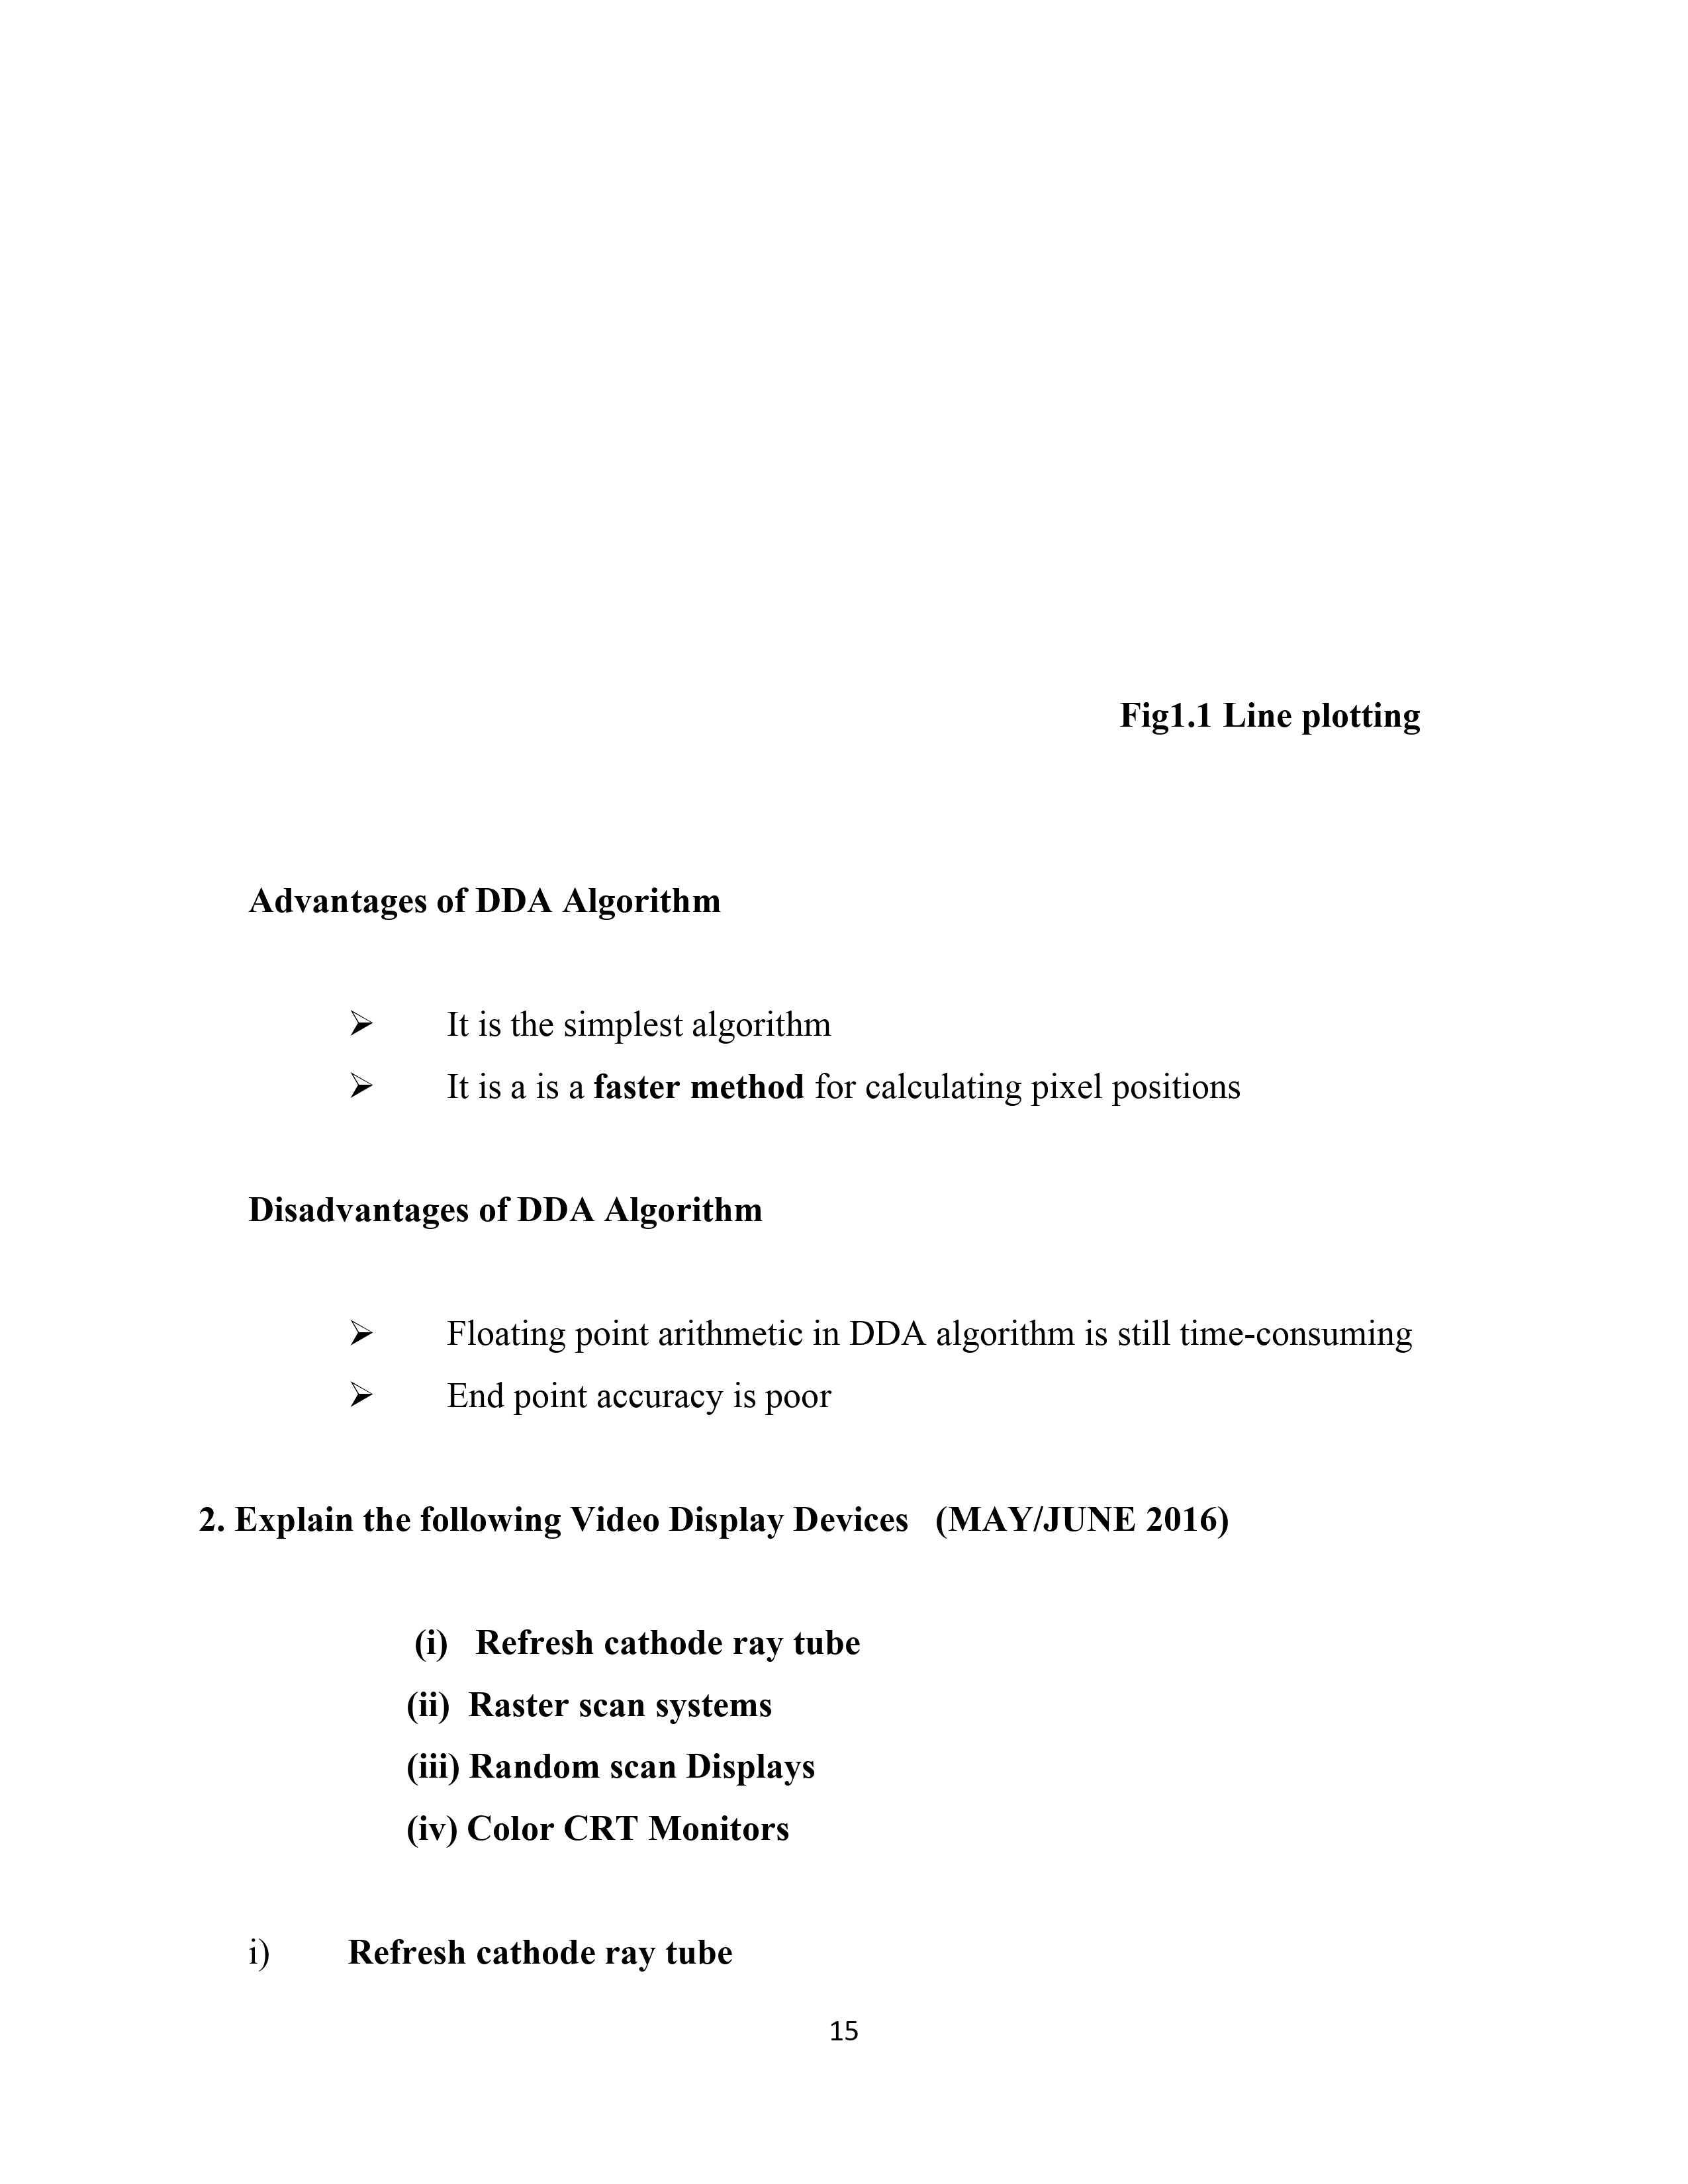 Fig1.1 Line plotting
Advantages of DDA Algorithm
➢ It is the simplest algorithm
➢ It is a is a faster method for calculating pixel positions
Disadvantages of DDA Algorithm
➢ Floating point arithmetic in DDA algorithm is still time-consuming
➢ End point accuracy is poor
2. Explain the following Video Display Devices (MAY/JUNE 2016)
(i) Refresh cathode ray tube
(ii) Raster scan systems
(iii) Random scan Displays
(iv) Color CRT Monitors
i) Refresh cathode ray tube
15